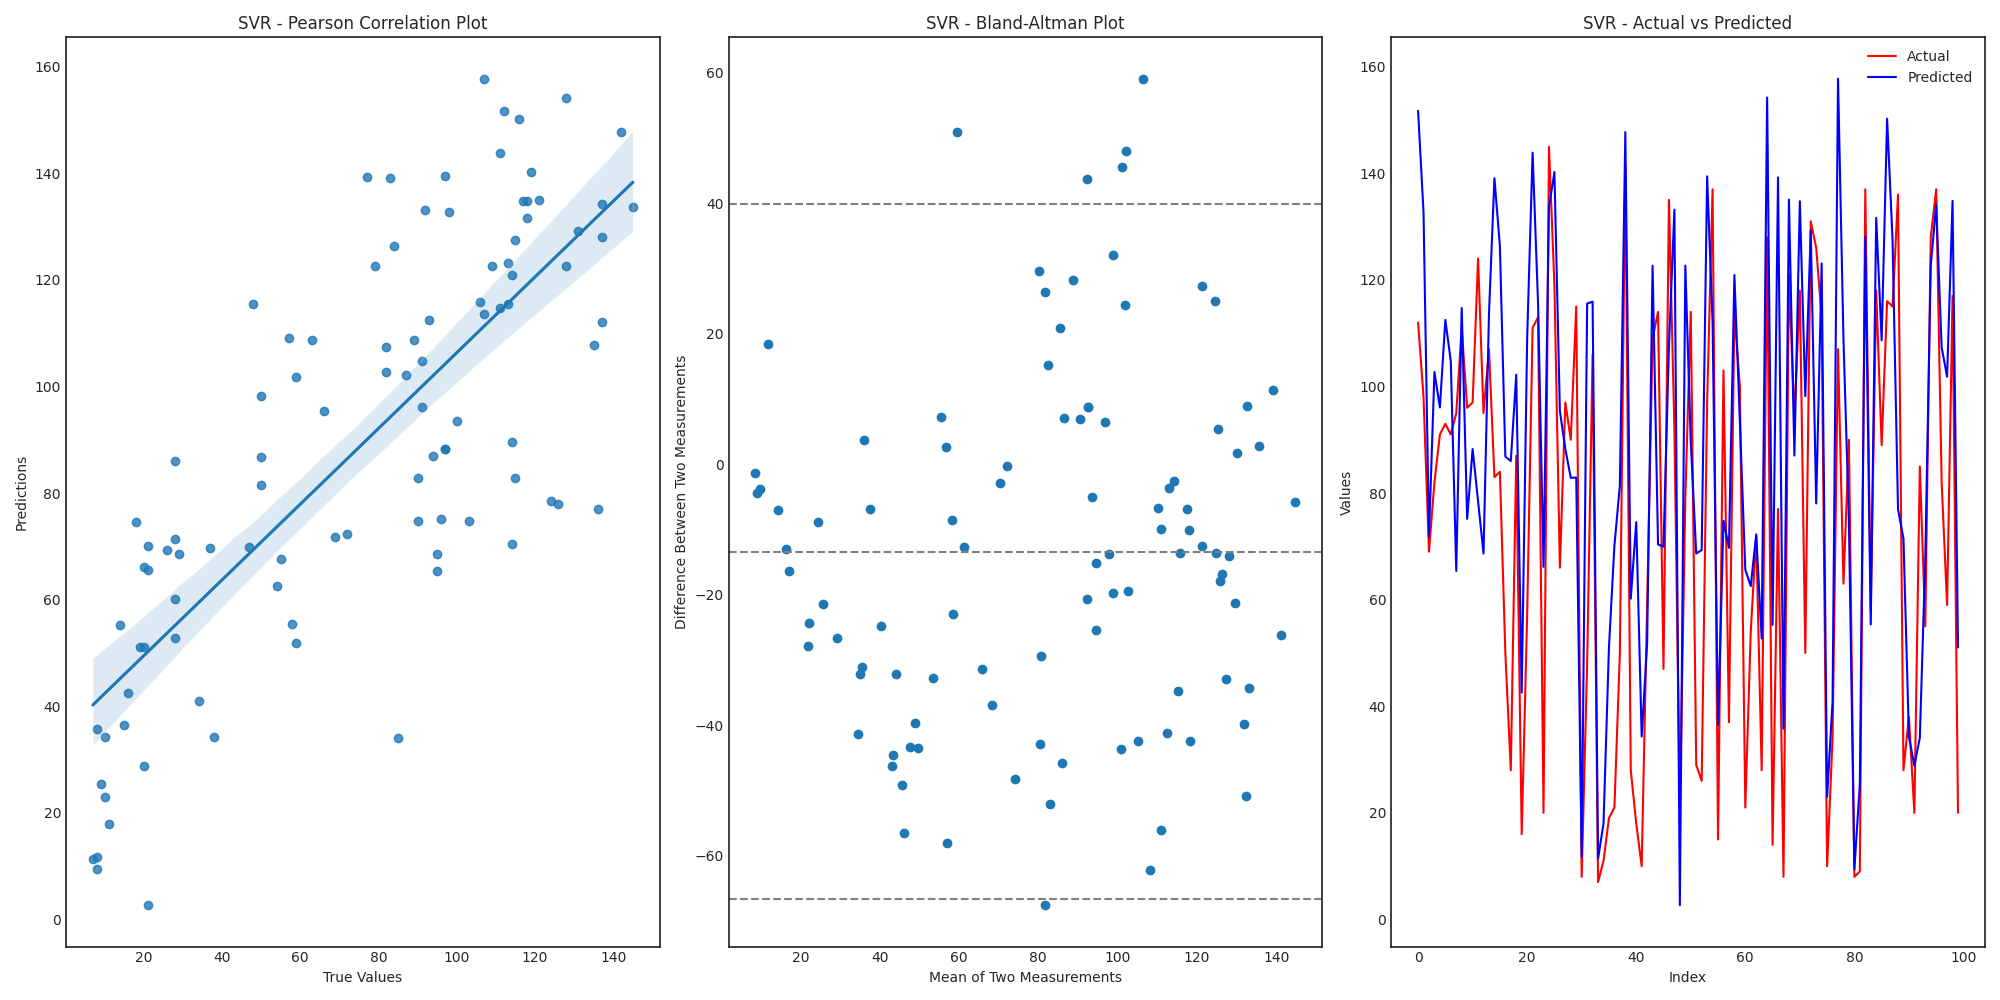 SVR - Pearson Correlation Plot
160
140
120
100
80
60
40
20
0
Predictions
20 40 60 80 100 120 140
True Values
SVR - Bland-Altman Plot
60
40
20
0
−20
−40
−60
Difference Between Two Measurements
20 40 60 80 100 120 140
Mean of Two Measurements
SVR - Actual vs Predicted
Actual
Predicted
160
140
120
100
80
60
40
20
0
Values
0 20 40 60 80 100
Index